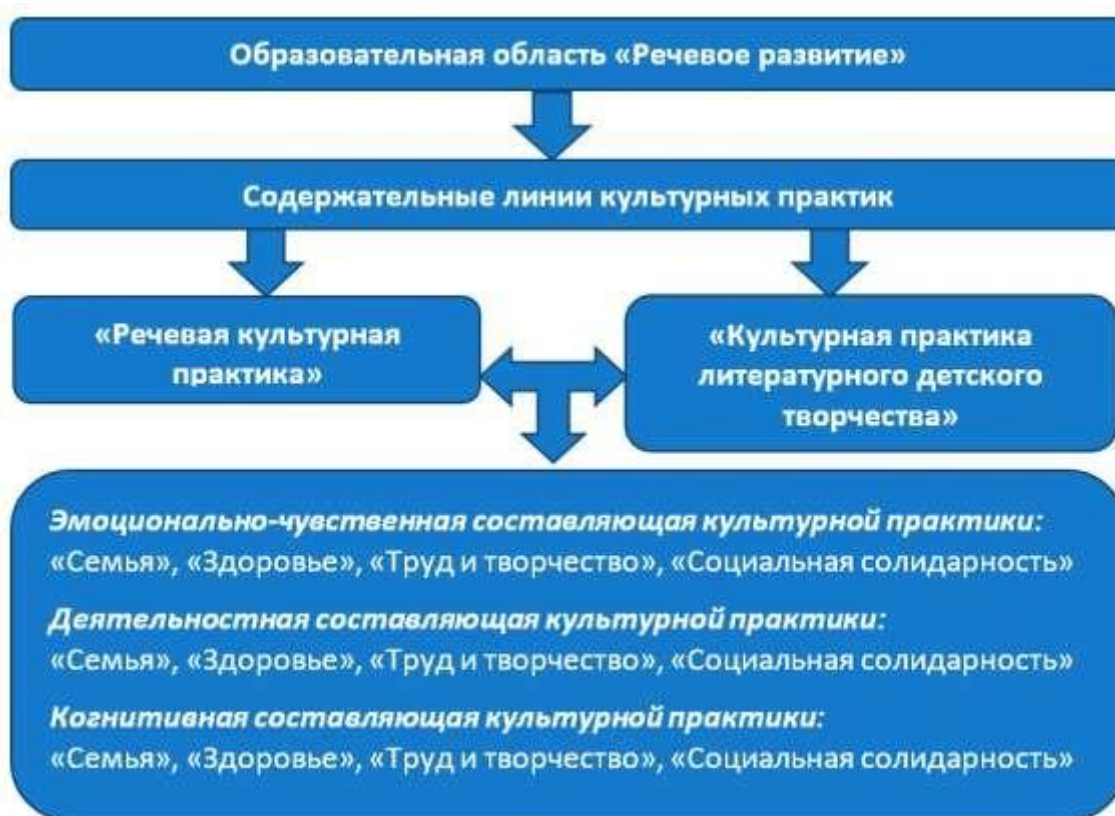 Образовательная область «Речевое развитие»
Содержательные линии культурных практик
«Речевая культурная
практика»
«Культурная практика
литературного детского
творчества»
Эмоционально-чувственная составляющая культурной практики:
«Семья», «Здоровье», «Труд и творчество», «Социальная солидарность»
Деятельностная составляющая культурной практики:
«Семья», «Здоровье», «Труд и творчество», «Социальная солидарность»
Когнитивная составляющая культурной практики:
«Семья», «Здоровье», «Труд и творчество», «Социальная солидарность»